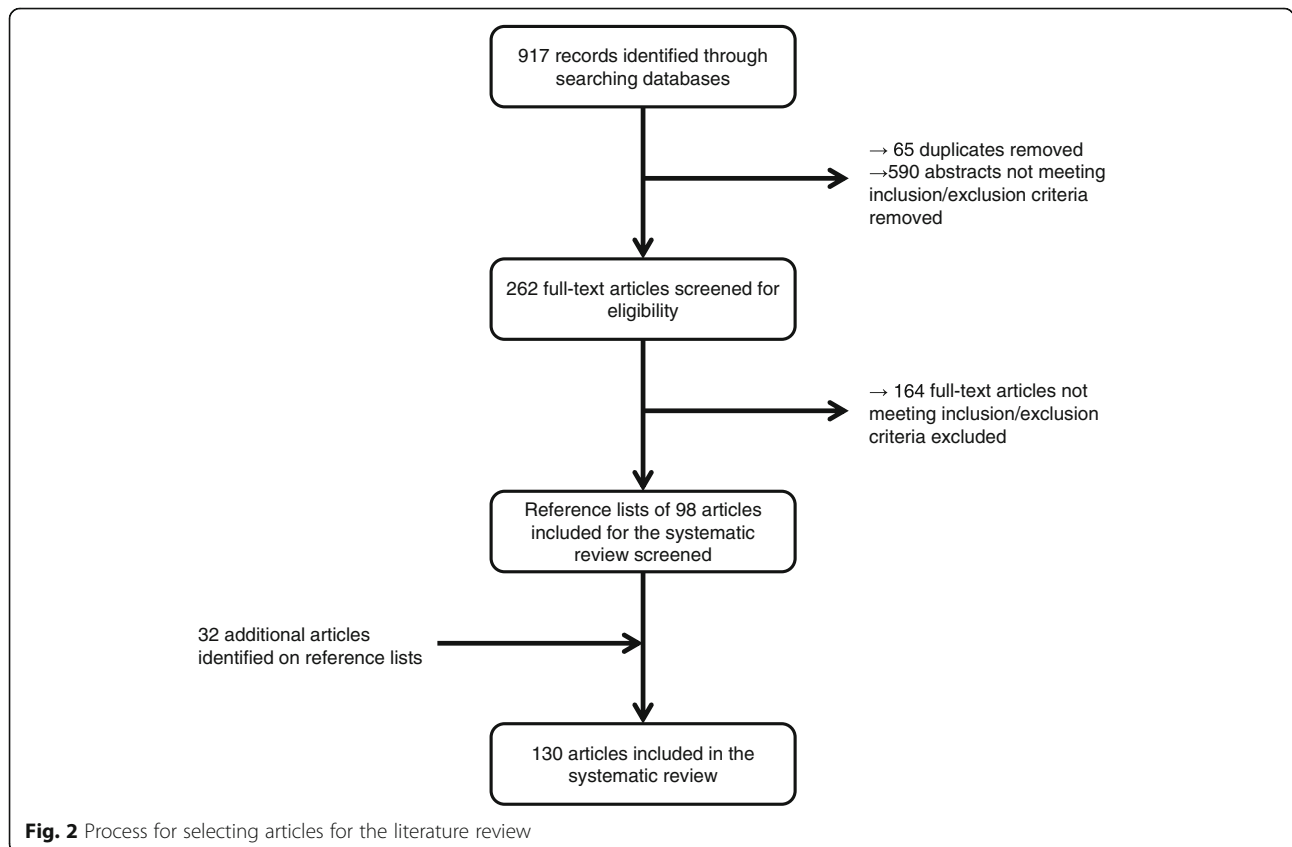 917 records identified through
searching databases
→ 65 duplicates removed
→590 abstracts not meeting
inclusion/exclusion criteria
removed
262 full-text articles screened for
eligibility
→ 164 full-text articles not
meeting inclusion/exclusion
criteria excluded
Reference lists of 98 articles
included for the systematic
review screened
32 additional articles
identified on reference lists
130 articles included in the
systematic review
Fig. 2 Process for selecting articles for the literature review